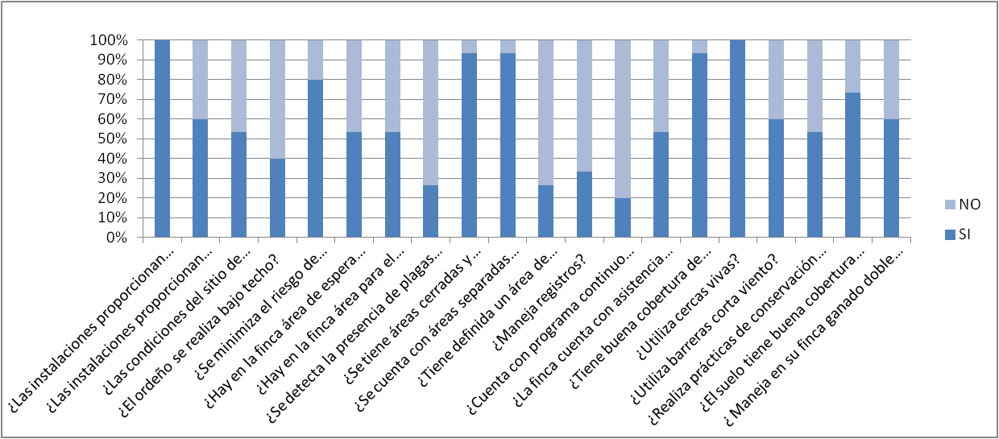 100%
90%
80%
70%
60%
50%
40%
30%
20%
10%
0%
NO
SI
¿Las instalaciones proporcionan...
¿Las instalaciones proporcionan...
¿Las condiciones del sitio de...
¿El ordeño se realiza bajo techo?
¿Se minimiza el riesgo de...
¿Hay en la finca área de espera...
¿Hay en la finca área para el...
¿Se detecta la presencia de plagas...
¿Se tiene áreas cerradas y...
¿Se cuenta con áreas separadas...
¿Tiene definida un área de...
¿Maneja registros?
¿Cuenta con programa continuo...
¿La finca cuenta con asistencia...
¿Tiene buena cobertura de...
¿Utiliza cercas vivas?
¿Utiliza barreras corta viento?
¿Realiza prácticas de conservación...
¿El suelo tiene buena cobertura...
¿ Maneja en su finca ganado doble...